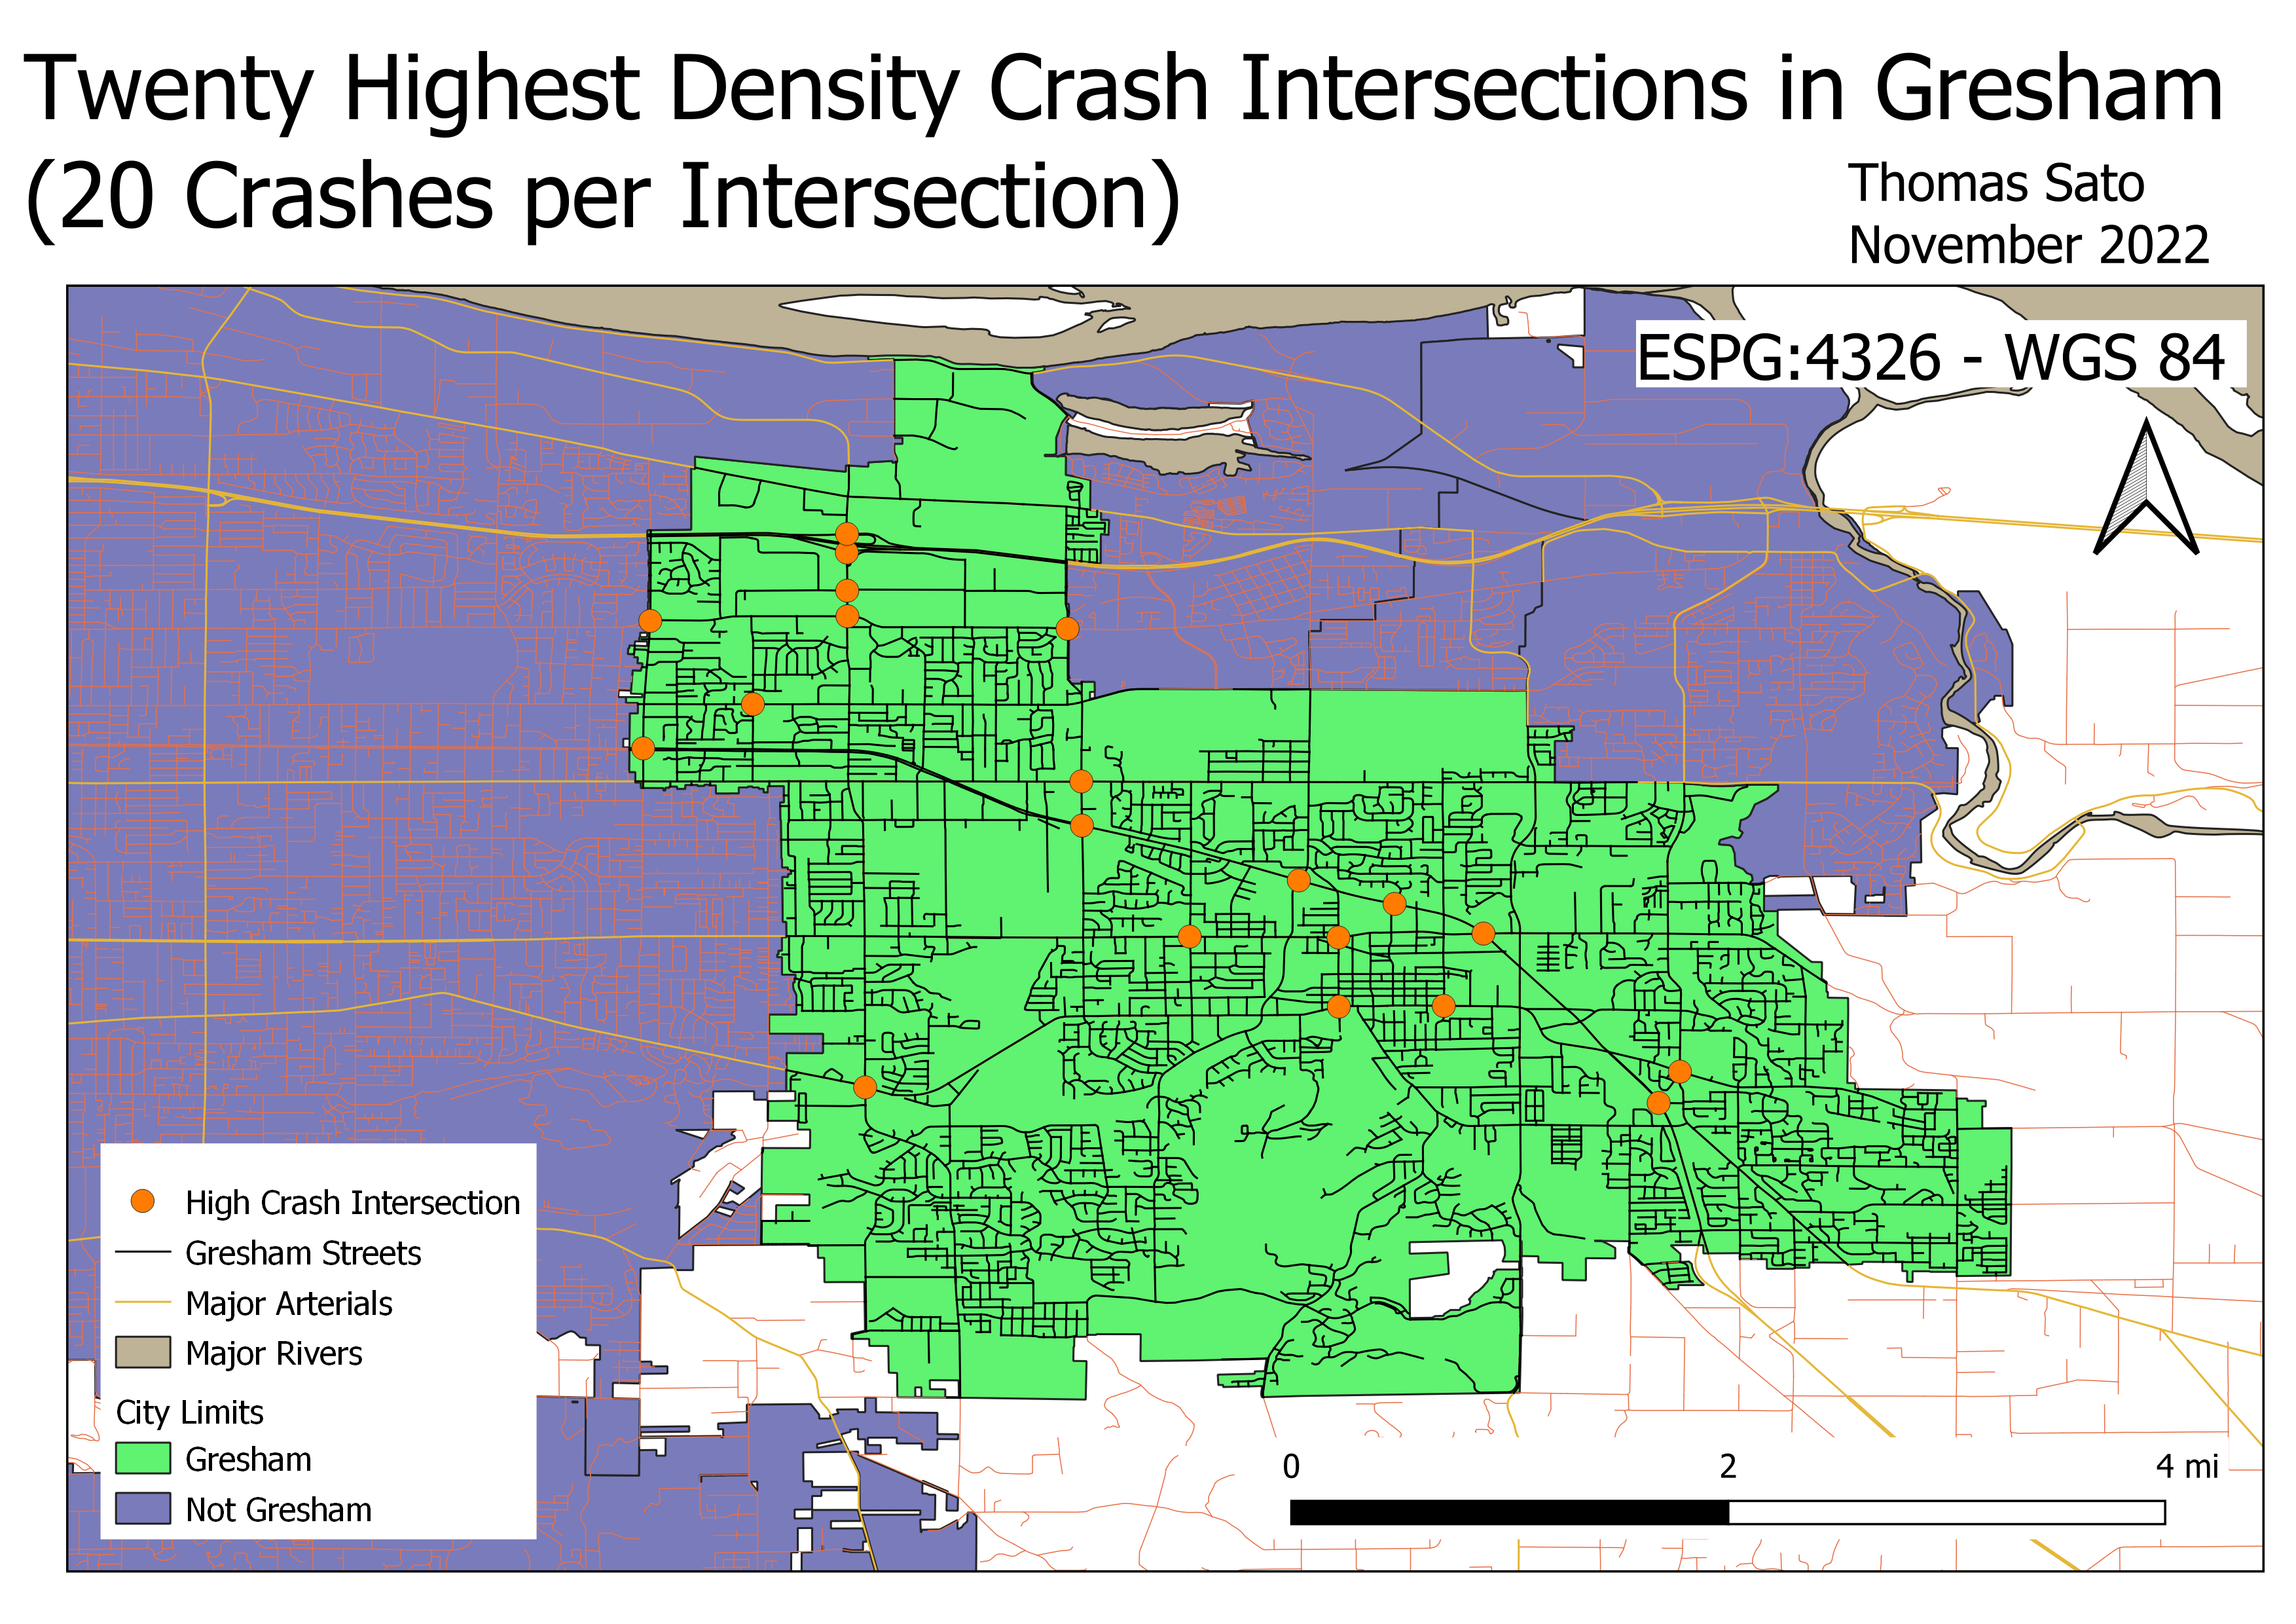 Twenty Highest Density Crash Intersections in Gresham
(20 Crashes per Intersection)
Thomas Sato
November 2022
ESPG:4326 - WGS 84
High Crash Intersection
Gresham Streets
Major Arterials
Major Rivers
City Limits
Gresham
Not Gresham
0 2 4 mi